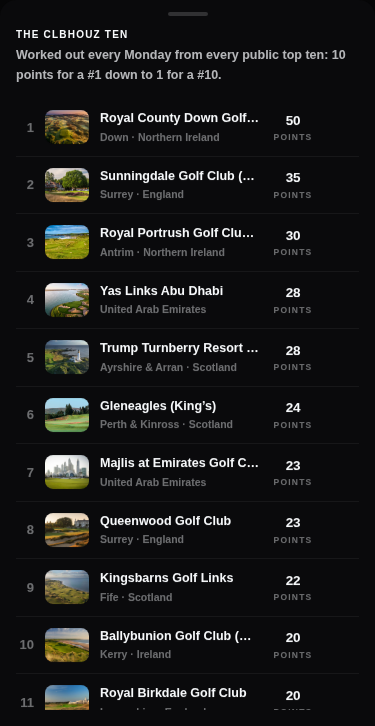 THE CLBHOUZ TEN
Worked out every Monday from every public top ten: 10
points for a #1 down to 1 for a #10.
1
Royal County Down Golf…
Down · Northern Ireland
50
POINTS
2
Sunningdale Golf Club (…
Surrey · England
35
POINTS
3
Royal Portrush Golf Clu…
Antrim · Northern Ireland
30
POINTS
4
Yas Links Abu Dhabi
United Arab Emirates
28
POINTS
5
Trump Turnberry Resort …
Ayrshire & Arran · Scotland
28
POINTS
6
Gleneagles (King's)
Perth & Kinross · Scotland
24
POINTS
7
Majlis at Emirates Golf C…
United Arab Emirates
23
POINTS
8
Queenwood Golf Club
Surrey · England
23
POINTS
9
Kingsbarns Golf Links
Fife · Scotland
22
POINTS
10
Ballybunion Golf Club (…
Kerry · Ireland
20
POINTS
11
Royal Birkdale Golf Club
20
POINTS